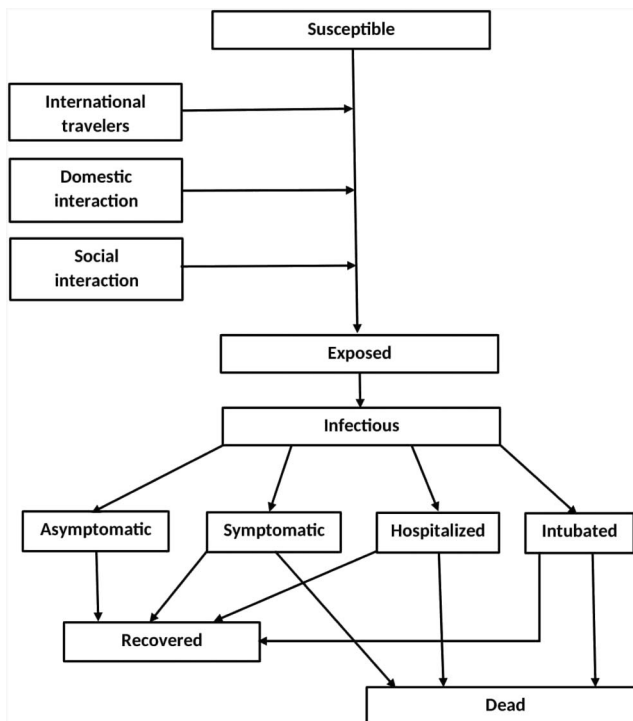 Susceptible
International
travelers
Domestic
interaction
Social
interaction
Exposed
Infectious
Asymptomatic
Symptomatic
Hospitalized
Intubated
Recovered
Dead